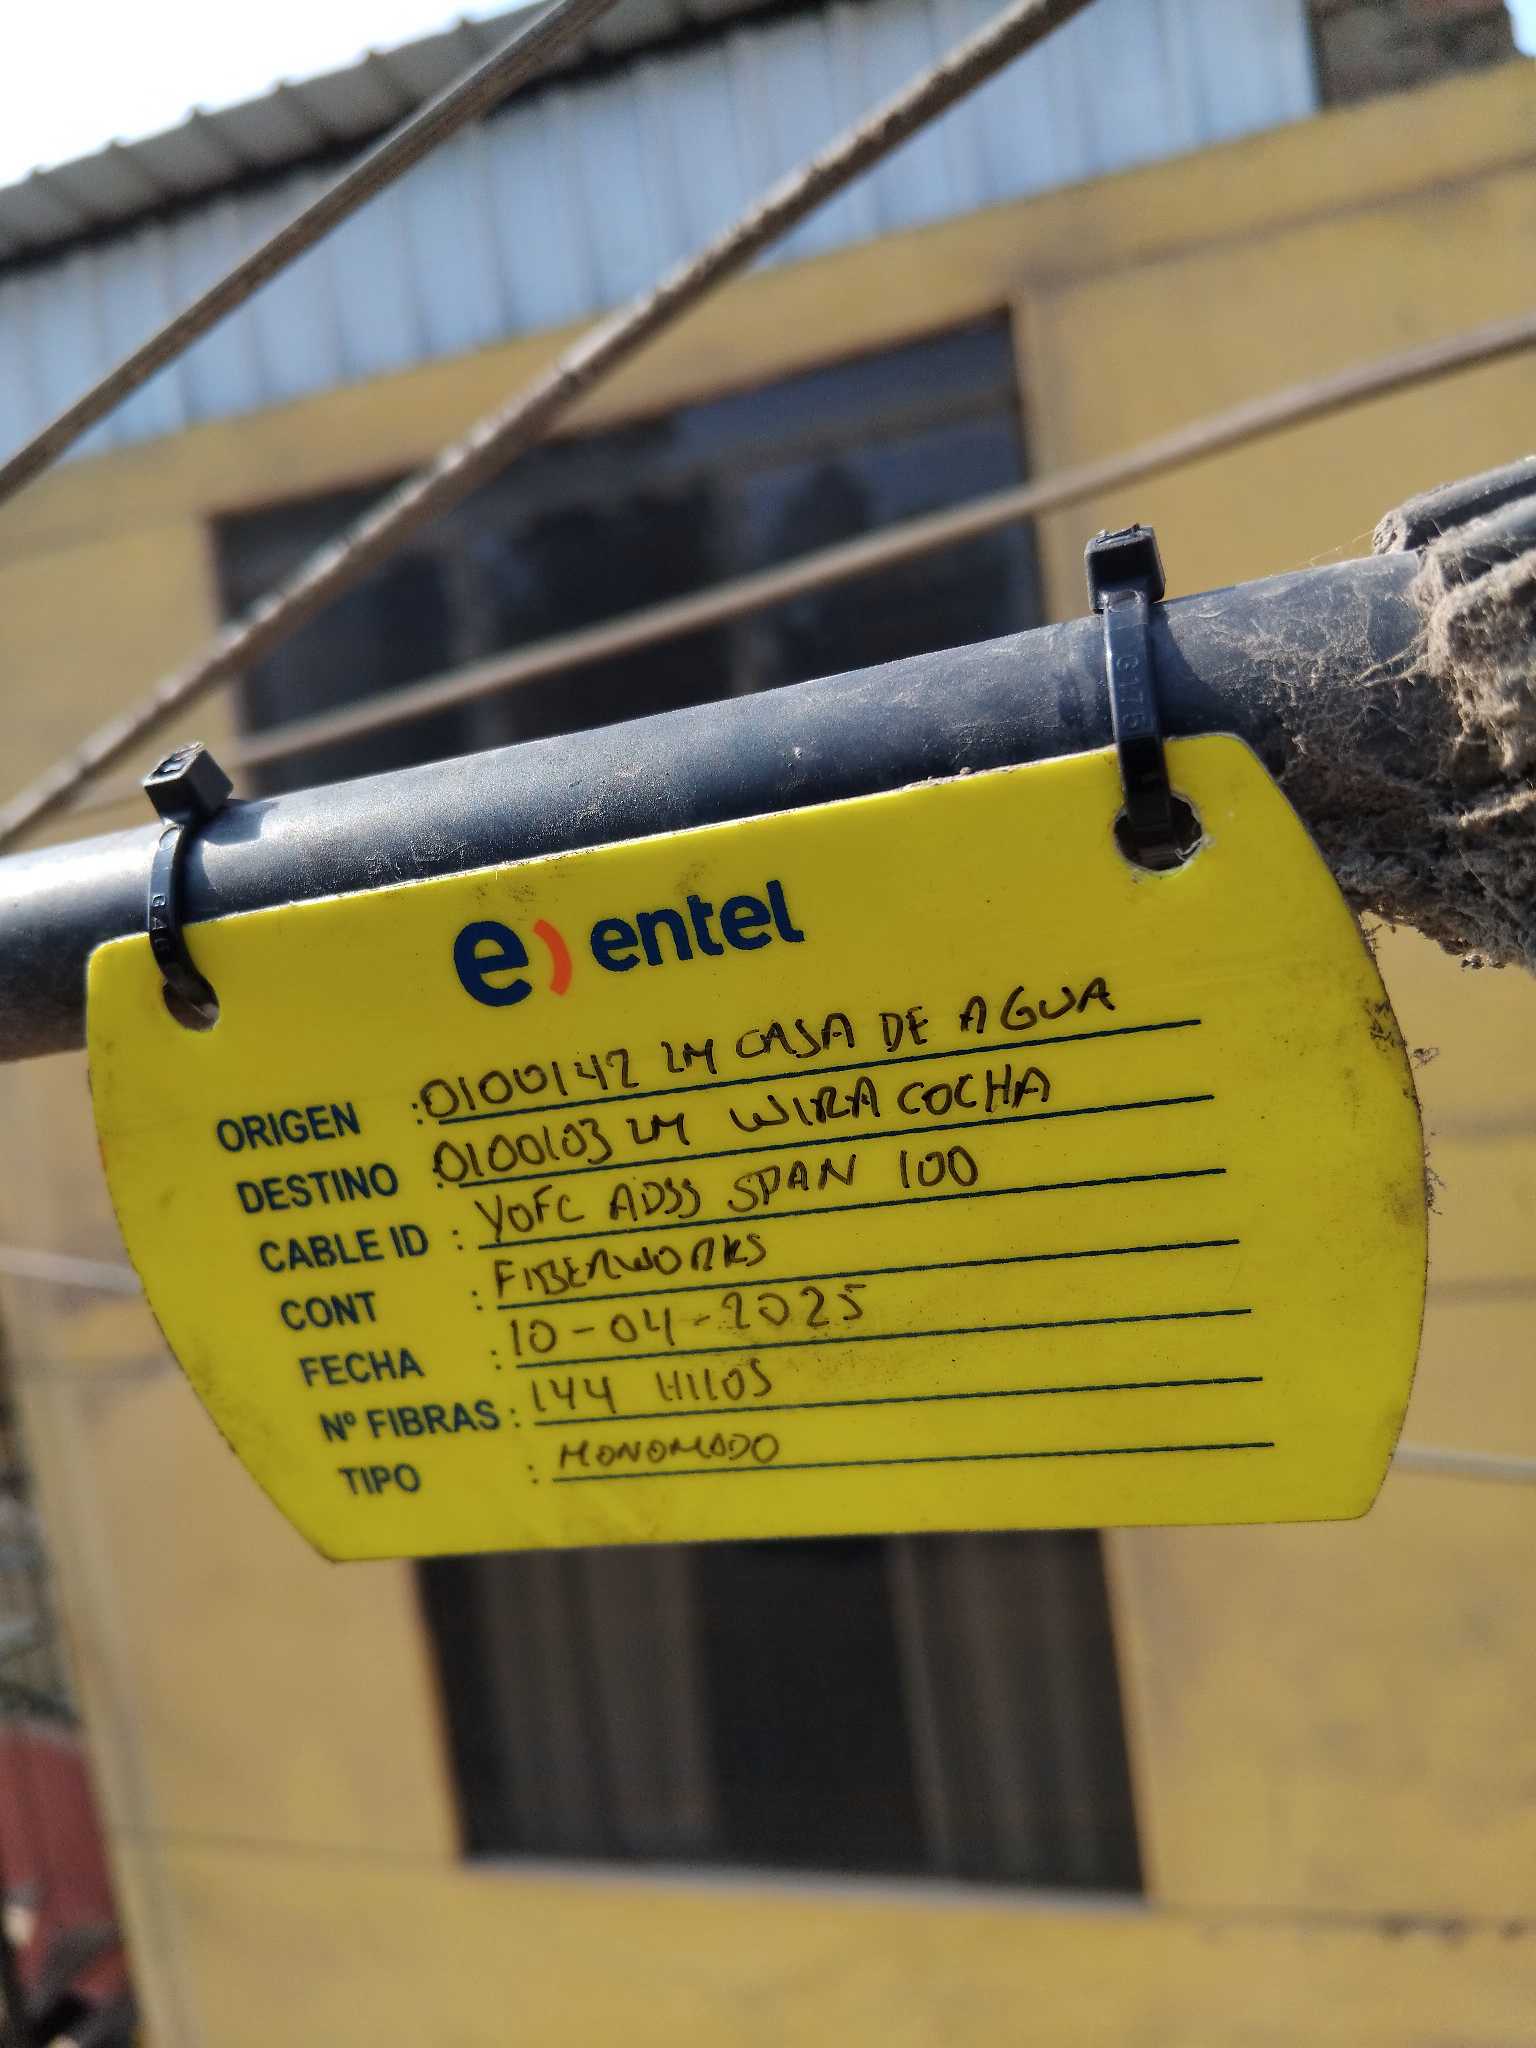 e) entel
ORIGEN : 0100142 LM CASA DE AGUA
DESTINO : 0100103 LM WIRACOCHA
CABLE ID : YOFC ADSS SPAN 100
CONT : FIBERWORKS
FECHA : 10-04-2025
Nº FIBRAS : 144 HILOS
TIPO : MONOMODO